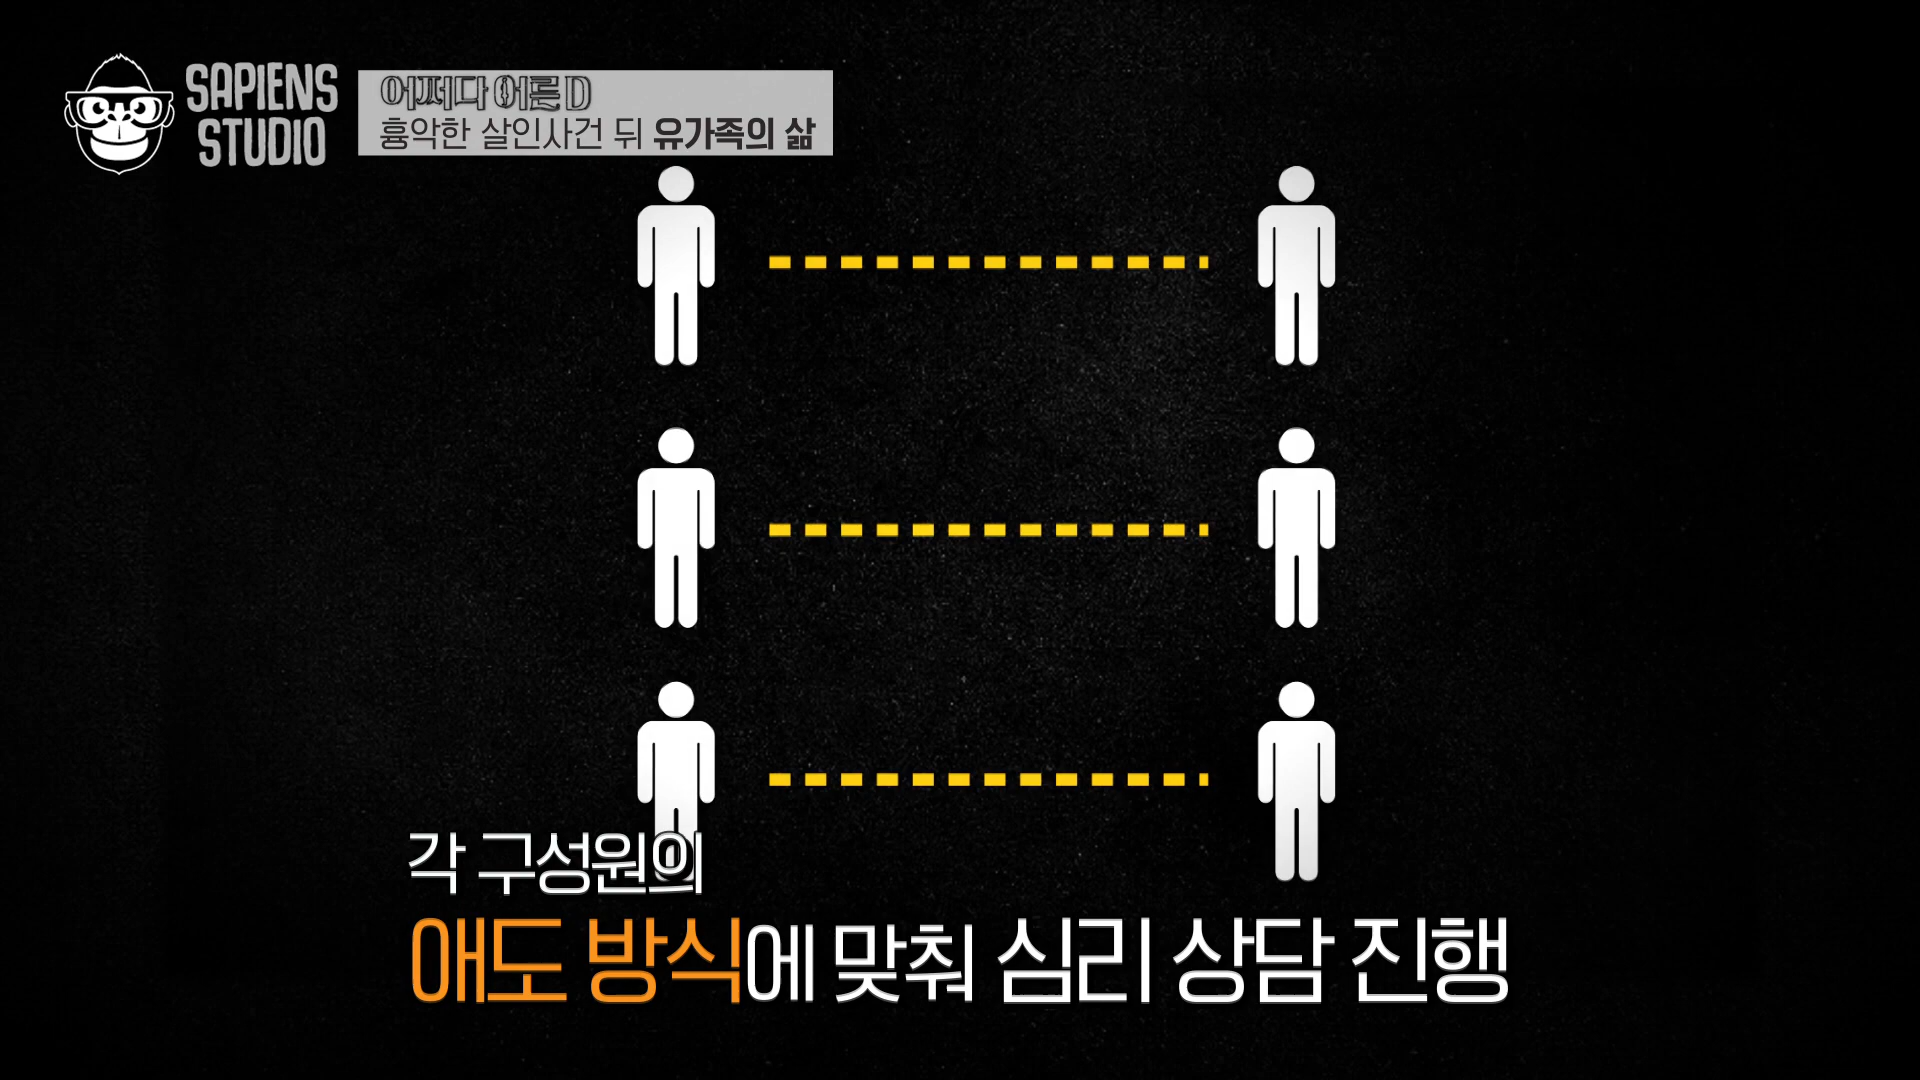 SAPIENS
STUDIO
어쩌다 어른 D
흉악한 살인사건 뒤 유가족의 삶
각 구성원의
애도 방식에 맞춰 심리 상담 진행